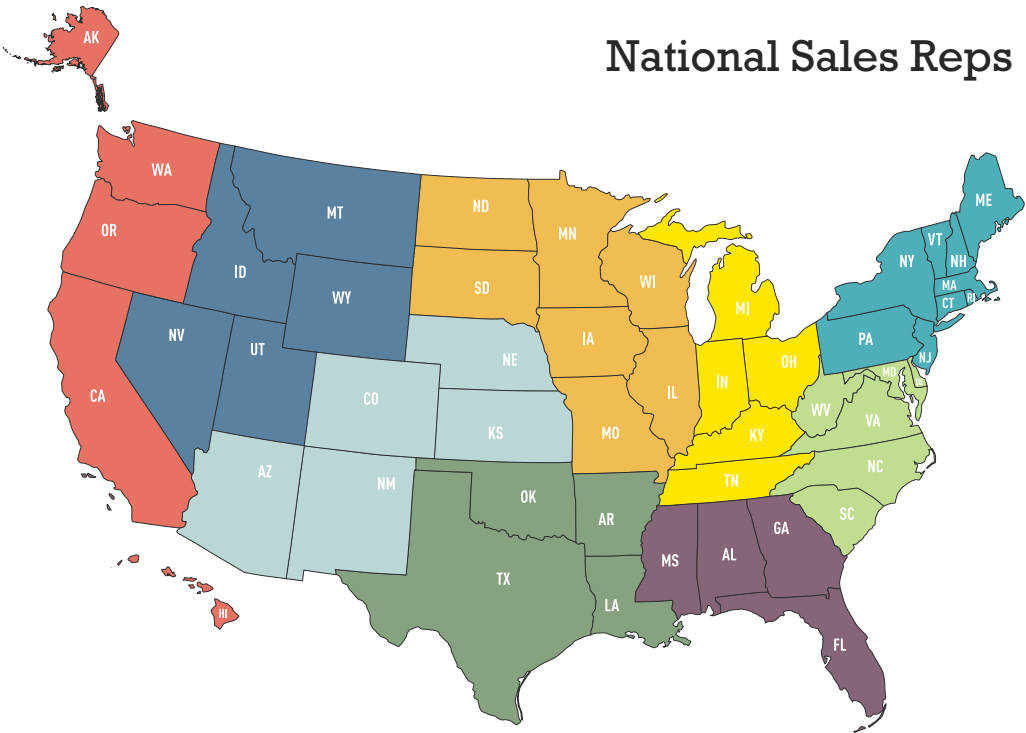 AK
National Sales Reps
WA
OR
CA
HI
MT
ID
WY
NV
UT
AZ
CO
NM
NE
KS
ND
SD
MN
WI
IA
IL
MO
MI
IN
OH
KY
TN
OK
AR
TX
LA
MS
AL
GA
FL
WV
VA
NC
SC
MD
DE
PA
NJ
NY
CT
RI
MA
VT
NH
ME